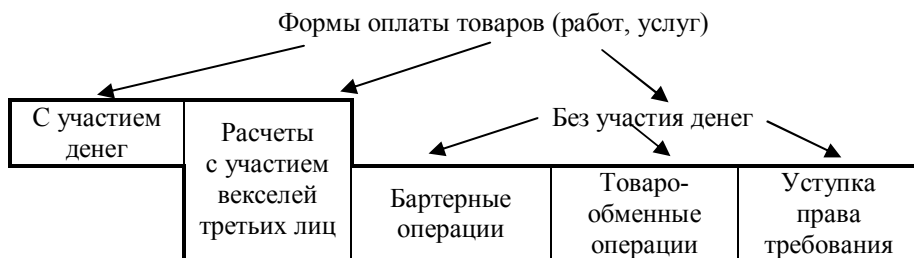 Формы оплаты товаров (работ, услуг)
С участием
денег
Расчеты
с участием
векселей
третьих лиц
Без участия денег
Бартерные
операции
Товаро-
обменные
операции
Уступка
права
требования